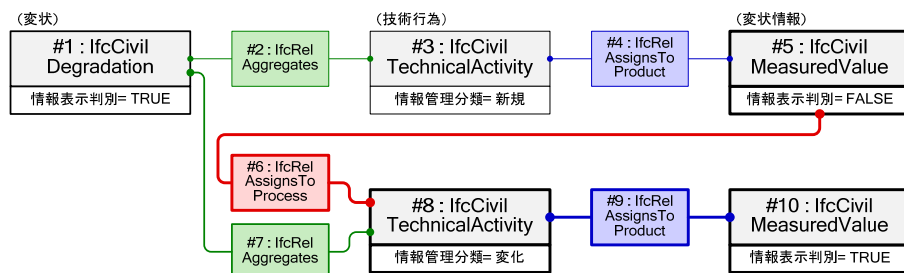 （変状）
（技術行為）
（変状情報）
#1 : IfcCivil
Degradation
情報表示判別= TRUE
#2 : IfcRel
Aggregates
#3 : IfcCivil
TechnicalActivity
情報管理分類= 新規
#4 : IfcRel
AssignsTo
Product
#5 : IfcCivil
MeasuredValue
情報表示判別= FALSE
#6 : IfcRel
AssignsTo
Process
#7 : IfcRel
Aggregates
#8 : IfcCivil
TechnicalActivity
情報管理分類= 変化
#9 : IfcRel
AssignsTo
Product
#10 : IfcCivil
MeasuredValue
情報表示判別= TRUE